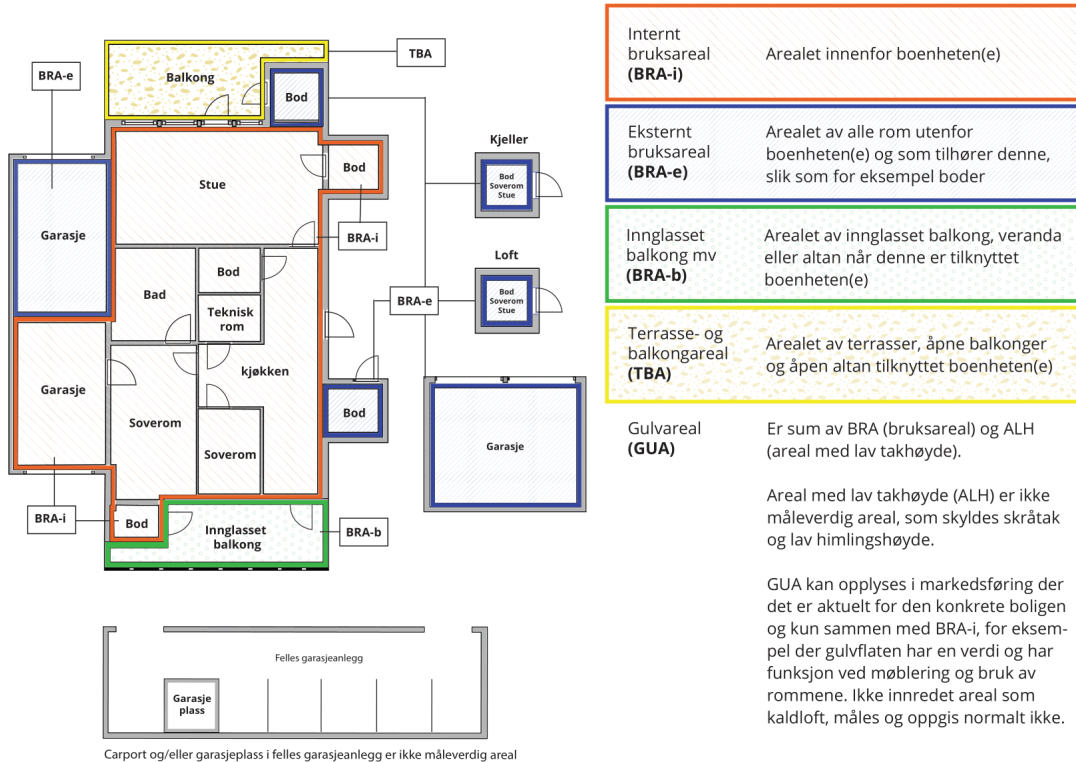 TBA
BRA-e
Balkong
Bod
Stue
Bod
BRA-i
Garasje
Bad
Bod
Teknisk
rom
kjøkken
Garasje
Soverom
Soverom
Bod
BRA-e
BRA-i
Bod
Innglasset
balkong
BRA-b
Kjeller
Bod
Soverom
Stue
Loft
Bod
Soverom
Stue
Garasje
Felles garasjeanlegg
Garasje
plass
Carport og/eller garasjeplass i felles garasjeanlegg er ikke måleverdig areal
Internt
bruksareal
(BRA-i)
Arealet innenfor boenheten(e)
Eksternt
bruksareal
(BRA-e)
Arealet av alle rom utenfor
boenheten(e) og som tilhører denne,
slik som for eksempel boder
Innglasset
balkong mv
(BRA-b)
Arealet av innglasset balkong, veranda
eller altan når denne er tilknyttet
boenheten(e)
Terrasse- og
balkongareal
(TBA)
Arealet av terrasser, åpne balkonger
og åpen altan tilknyttet boenheten(e)
Gulvareal
(GUA)
Er sum av BRA (bruksareal) og ALH
(areal med lav takhøyde).
Areal med lav takhøyde (ALH) er ikke
måleverdig areal, som skyldes skråtak
og lav himlingshøyde.
GUA kan opplyses i markedsføring der
det er aktuelt for den konkrete boligen
og kun sammen med BRA-i, for eksem-
pel der gulvflaten har en verdi og har
funksjon ved møblering og bruk av
rommene. Ikke innredet areal som
kaldloft, måles og oppgis normalt ikke.